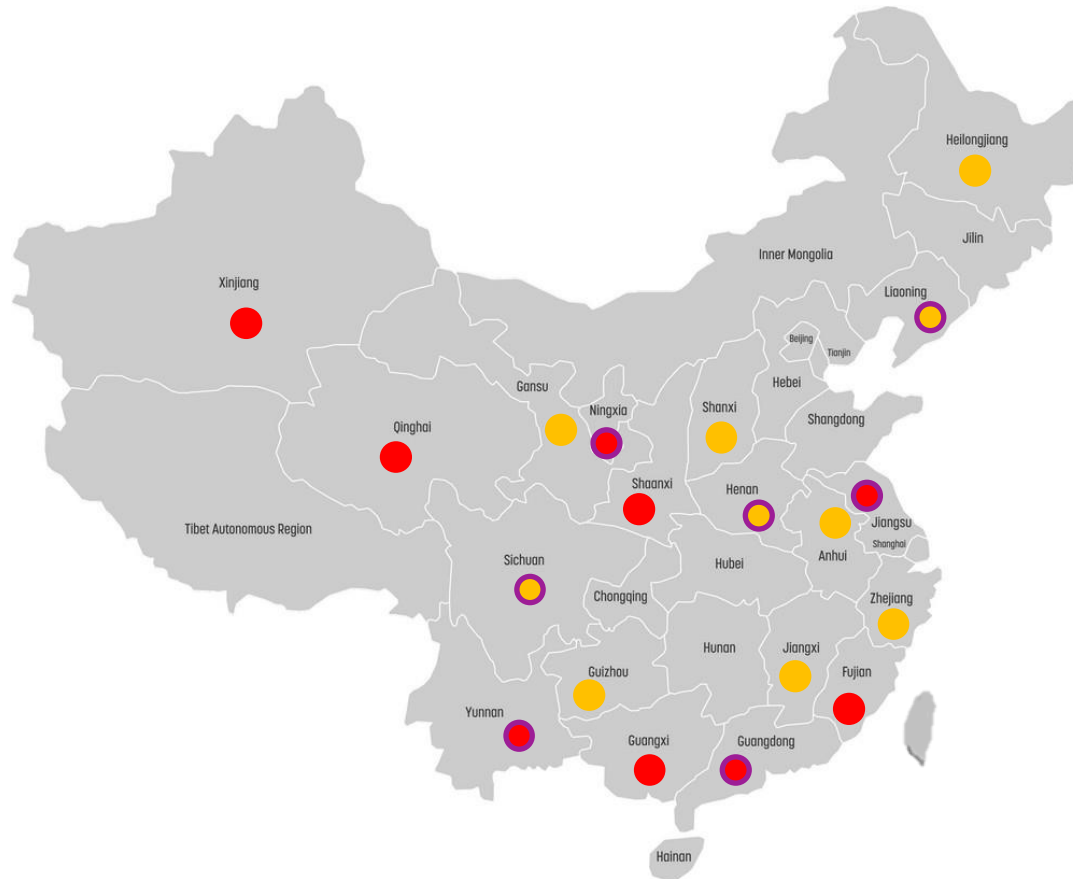 Heilongjiang
Jilin
Inner Mongolia
Xinjiang
Liaoning
Beijing
Tianjin
Gansu
Hebei
Ningxia
Shanxi
Shangdong
Qinghai
Shaanxi
Henan
Tibet Autonomous Region
Jiangsu
Shanghai
Anhui
Sichuan
Hubei
Chongqing
Zhejiang
Hunan
Jiangxi
Guizhou
Fujian
Yunnan
Guangxi
Guangdong
Hainan